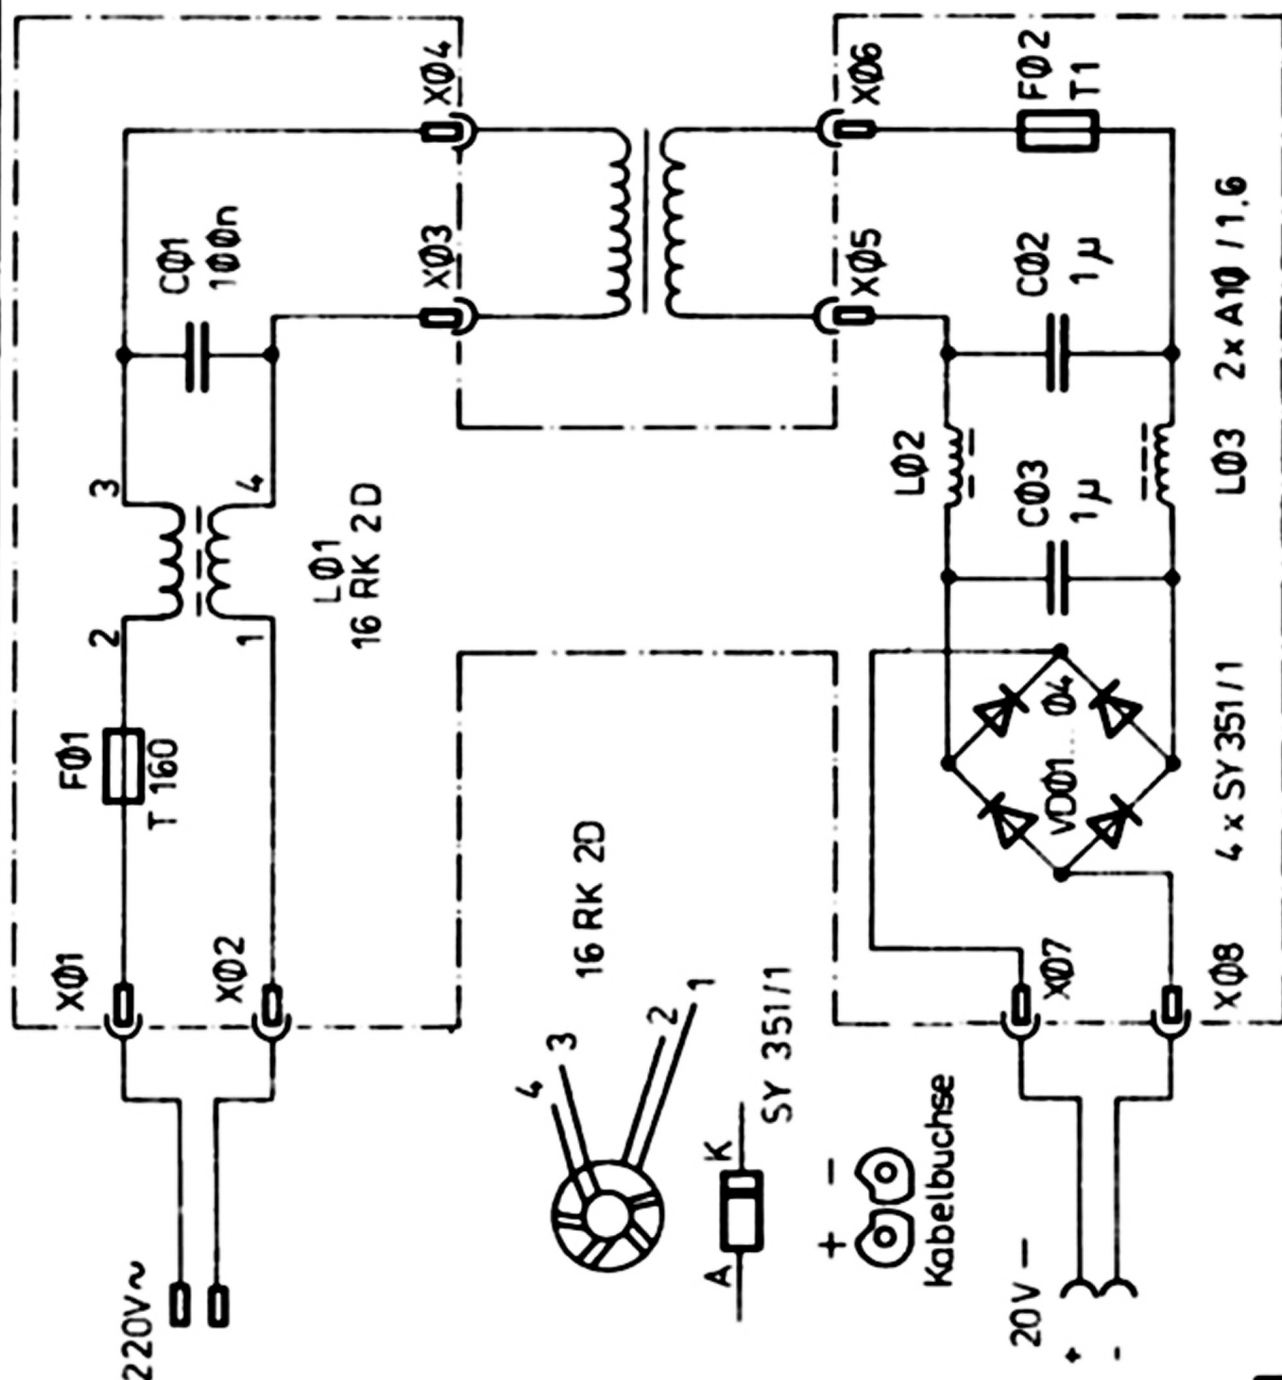 XØ4
XØ6
FØ2
T1
CØ1
100n
XØ3
XØ5
CØ2
1µ
2x A10 / 1,6
3
4
LØ1
16 RK 2D
LØ2
CØ3
1µ
LØ3
2
1
FØ1
T 160
VDØ1...Ø4
4 x SY 351/1
XØ1
XØ2
16 RK 2D
4
3
2
1
XØ7
XØ8
A
K
SY 351/1
+ -
Kabelbuchse
220V~
20V –
+
-